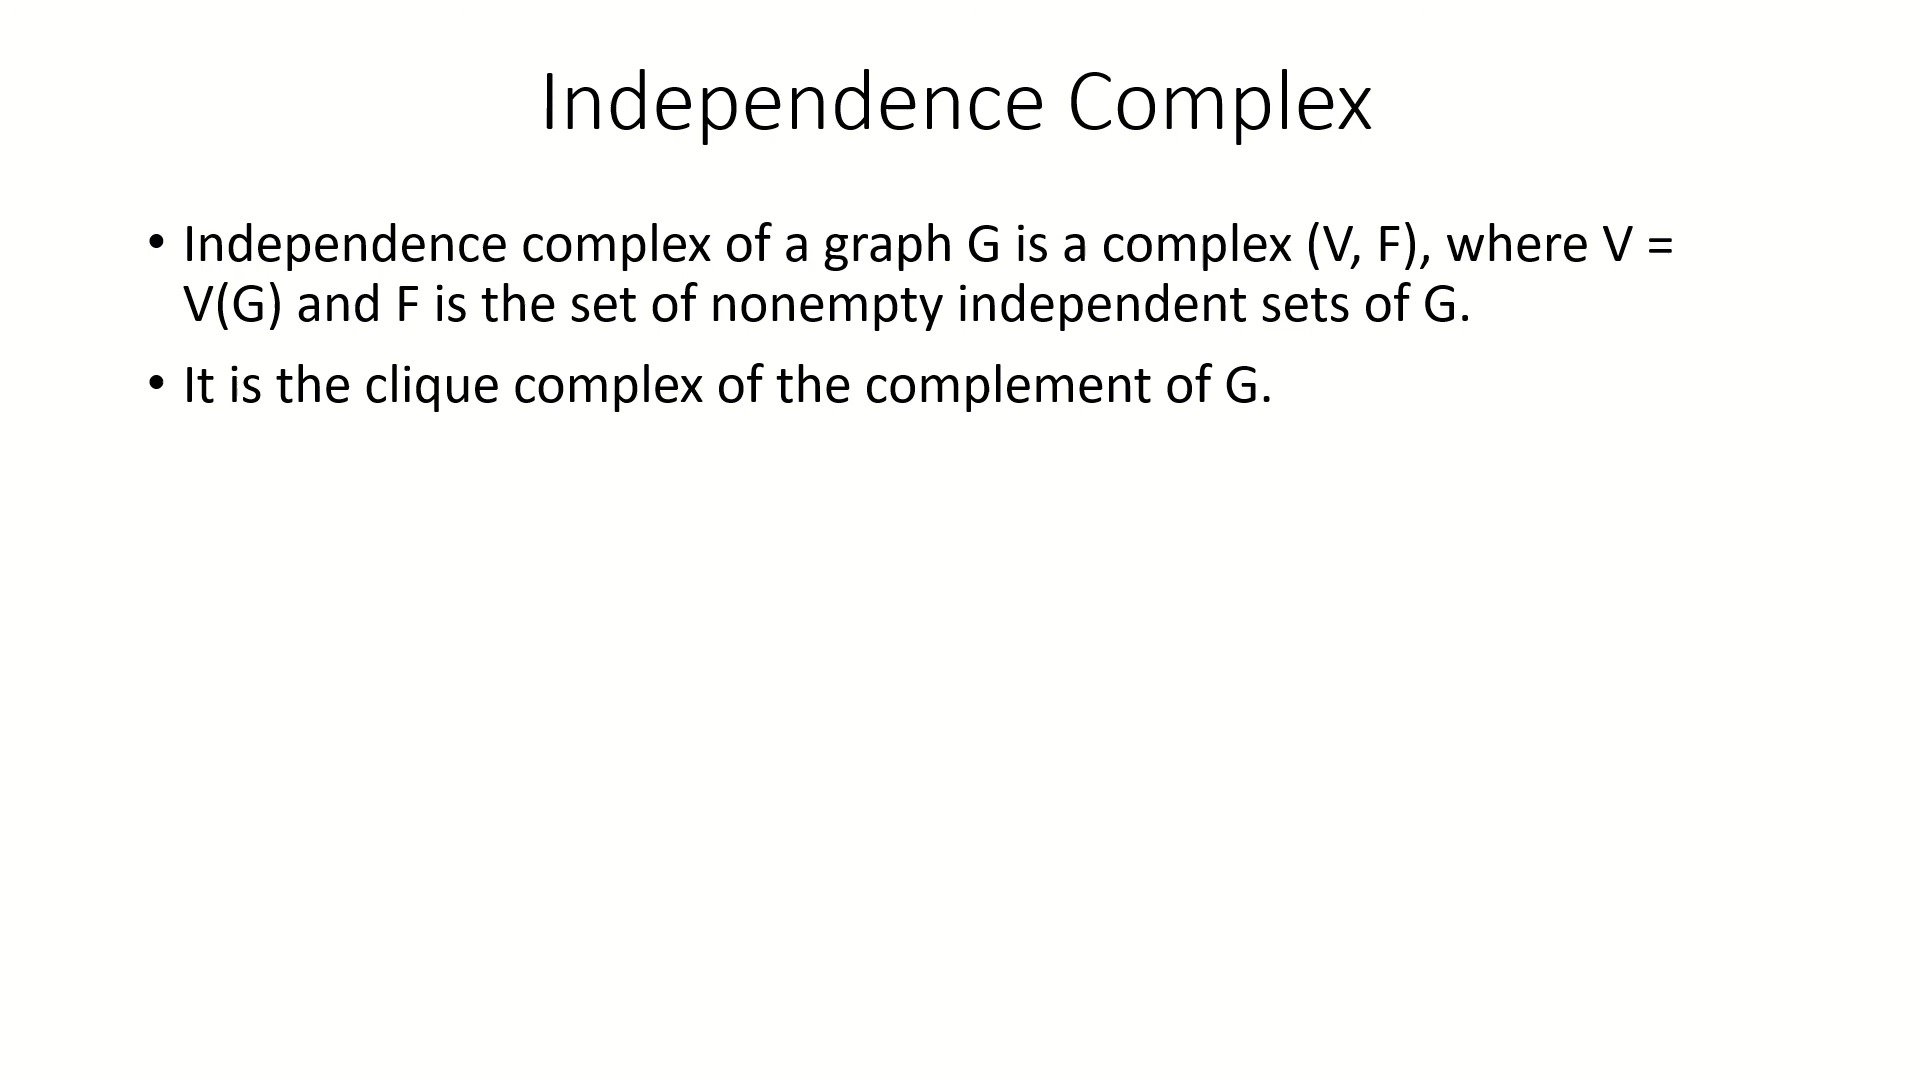 Independence Complex
• Independence complex of a graph G is a complex (V, F), where V =
V(G) and F is the set of nonempty independent sets of G.
• It is the clique complex of the complement of G.